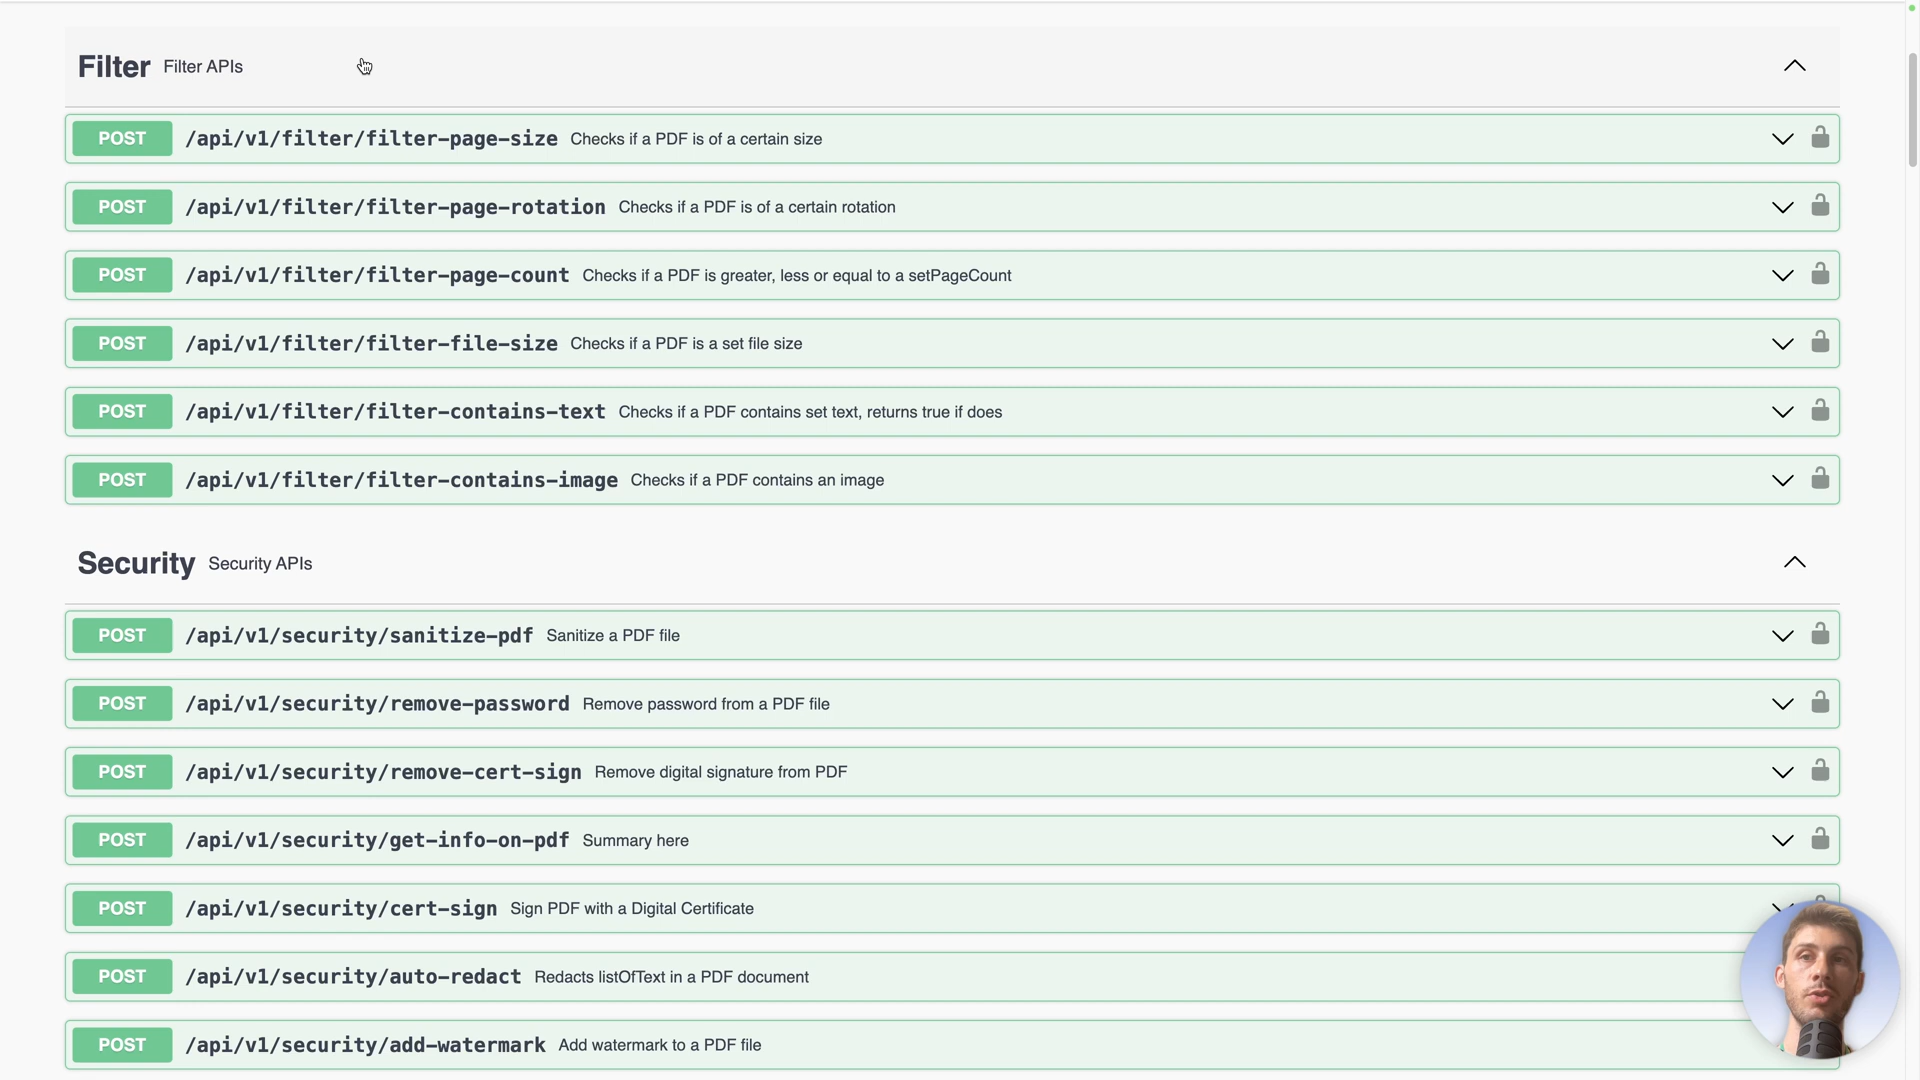 Filter Filter APIs
POST /api/v1/filter/filter-page-size Checks if a PDF is of a certain size
POST /api/v1/filter/filter-page-rotation Checks if a PDF is of a certain rotation
POST /api/v1/filter/filter-page-count Checks if a PDF is greater, less or equal to a setPageCount
POST /api/v1/filter/filter-file-size Checks if a PDF is a set file size
POST /api/v1/filter/filter-contains-text Checks if a PDF contains set text, returns true if does
POST /api/v1/filter/filter-contains-image Checks if a PDF contains an image
Security Security APIs
POST /api/v1/security/sanitize-pdf Sanitize a PDF file
POST /api/v1/security/remove-password Remove password from a PDF file
POST /api/v1/security/remove-cert-sign Remove digital signature from PDF
POST /api/v1/security/get-info-on-pdf Summary here
POST /api/v1/security/cert-sign Sign PDF with a Digital Certificate
POST /api/v1/security/auto-redact Redacts listOfText in a PDF document
POST /api/v1/security/add-watermark Add watermark to a PDF file